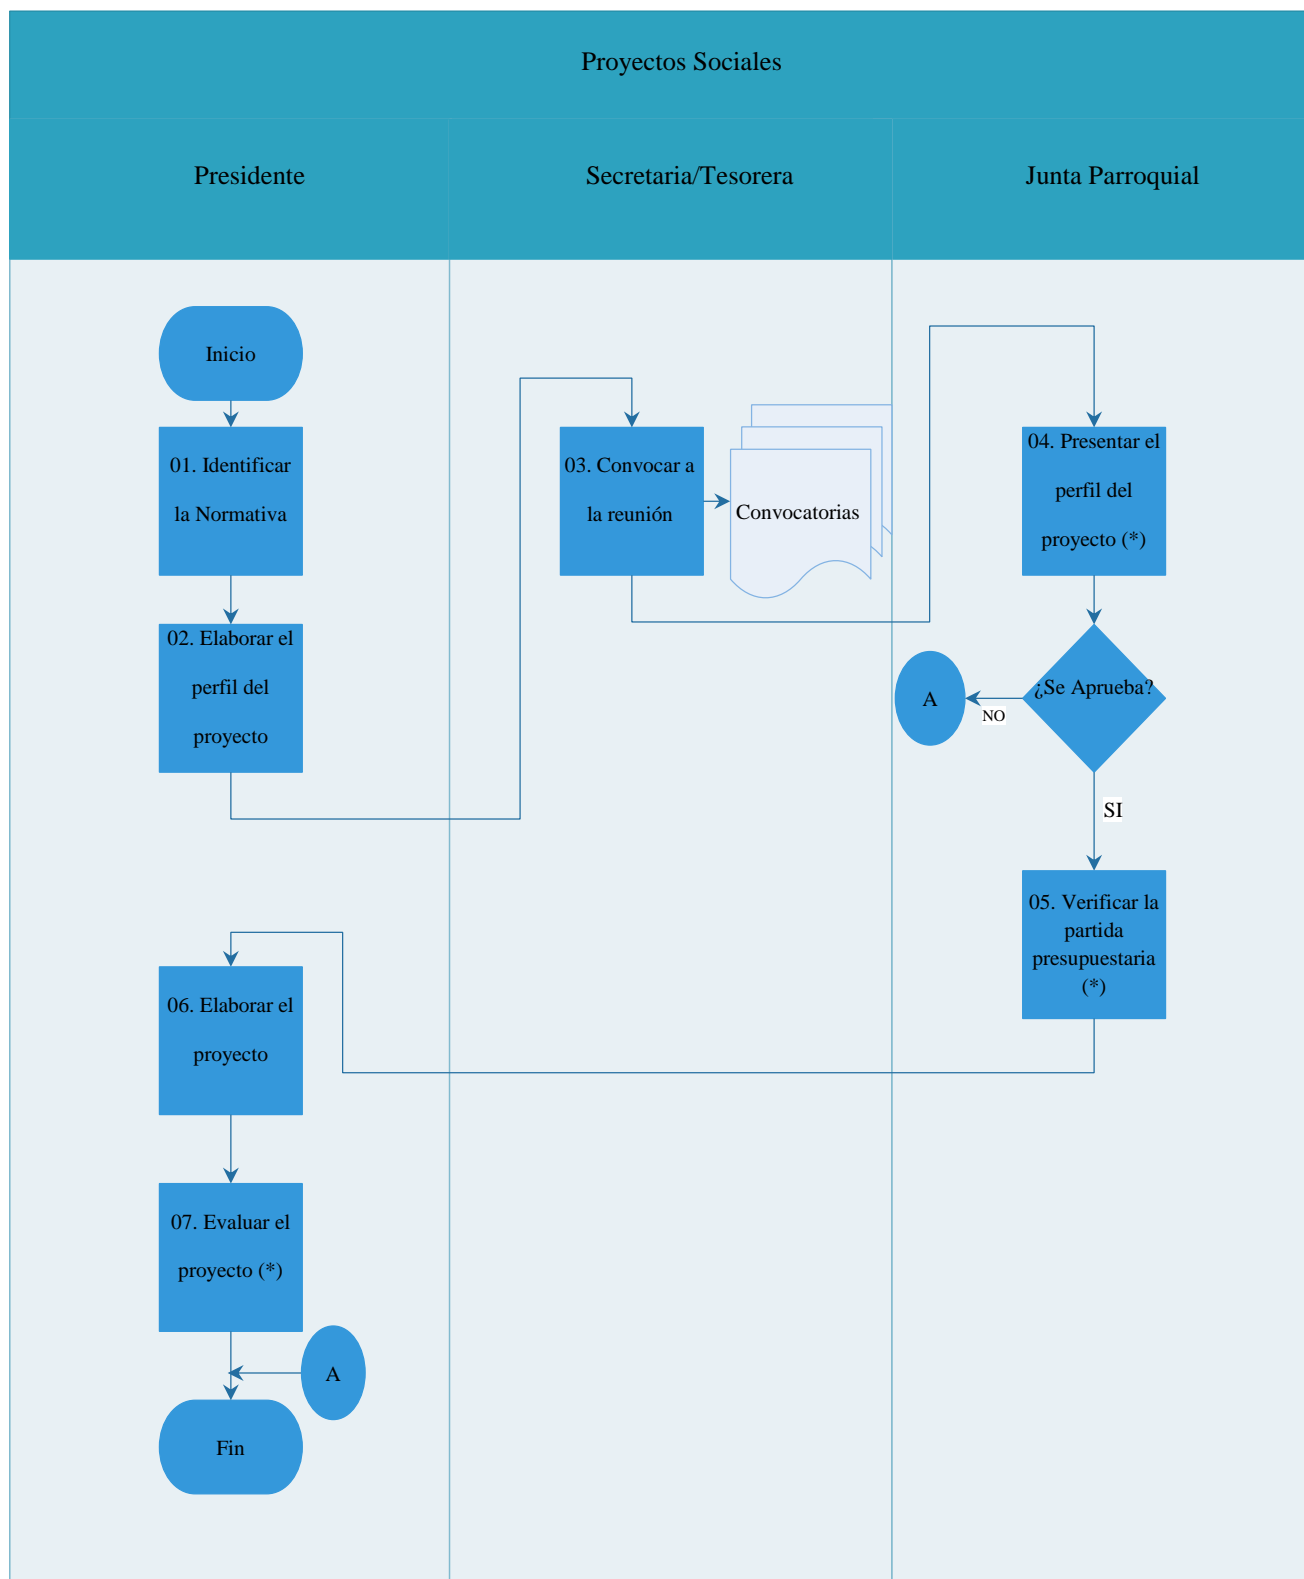 Proyectos Sociales
Presidente
Secretaria/Tesorera
Junta Parroquial
Inicio
01. Identificar
la Normativa
02. Elaborar el
perfil del
proyecto
03. Convocar a
la reunión
Convocatorias
04. Presentar el
perfil del
proyecto (*)
¿Se Aprueba?
NO
A
SI
05. Verificar la
partida
presupuestaria
(*)
06. Elaborar el
proyecto
07. Evaluar el
proyecto (*)
A
Fin